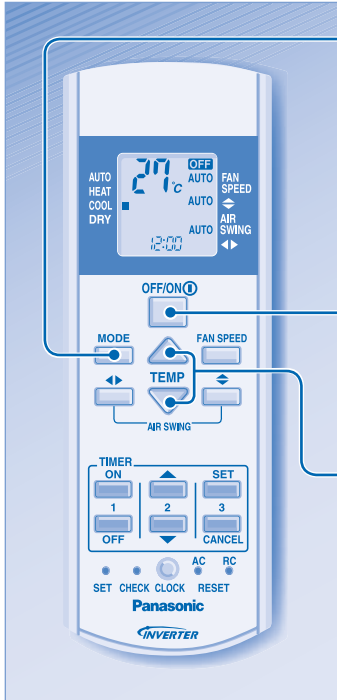 OFF
AUTO
HEAT
COOL
DRY
27°C
AUTO
FAN
SPEED
AUTO
AIR
SWING
AUTO
12:00
OFF/ON
MODE
FAN SPEED
TEMP
AIR SWING
TIMER
ON
SET
1
2
3
OFF
CANCEL
AC
RC
SET
CHECK
CLOCK
RESET
Panasonic
INVERTER